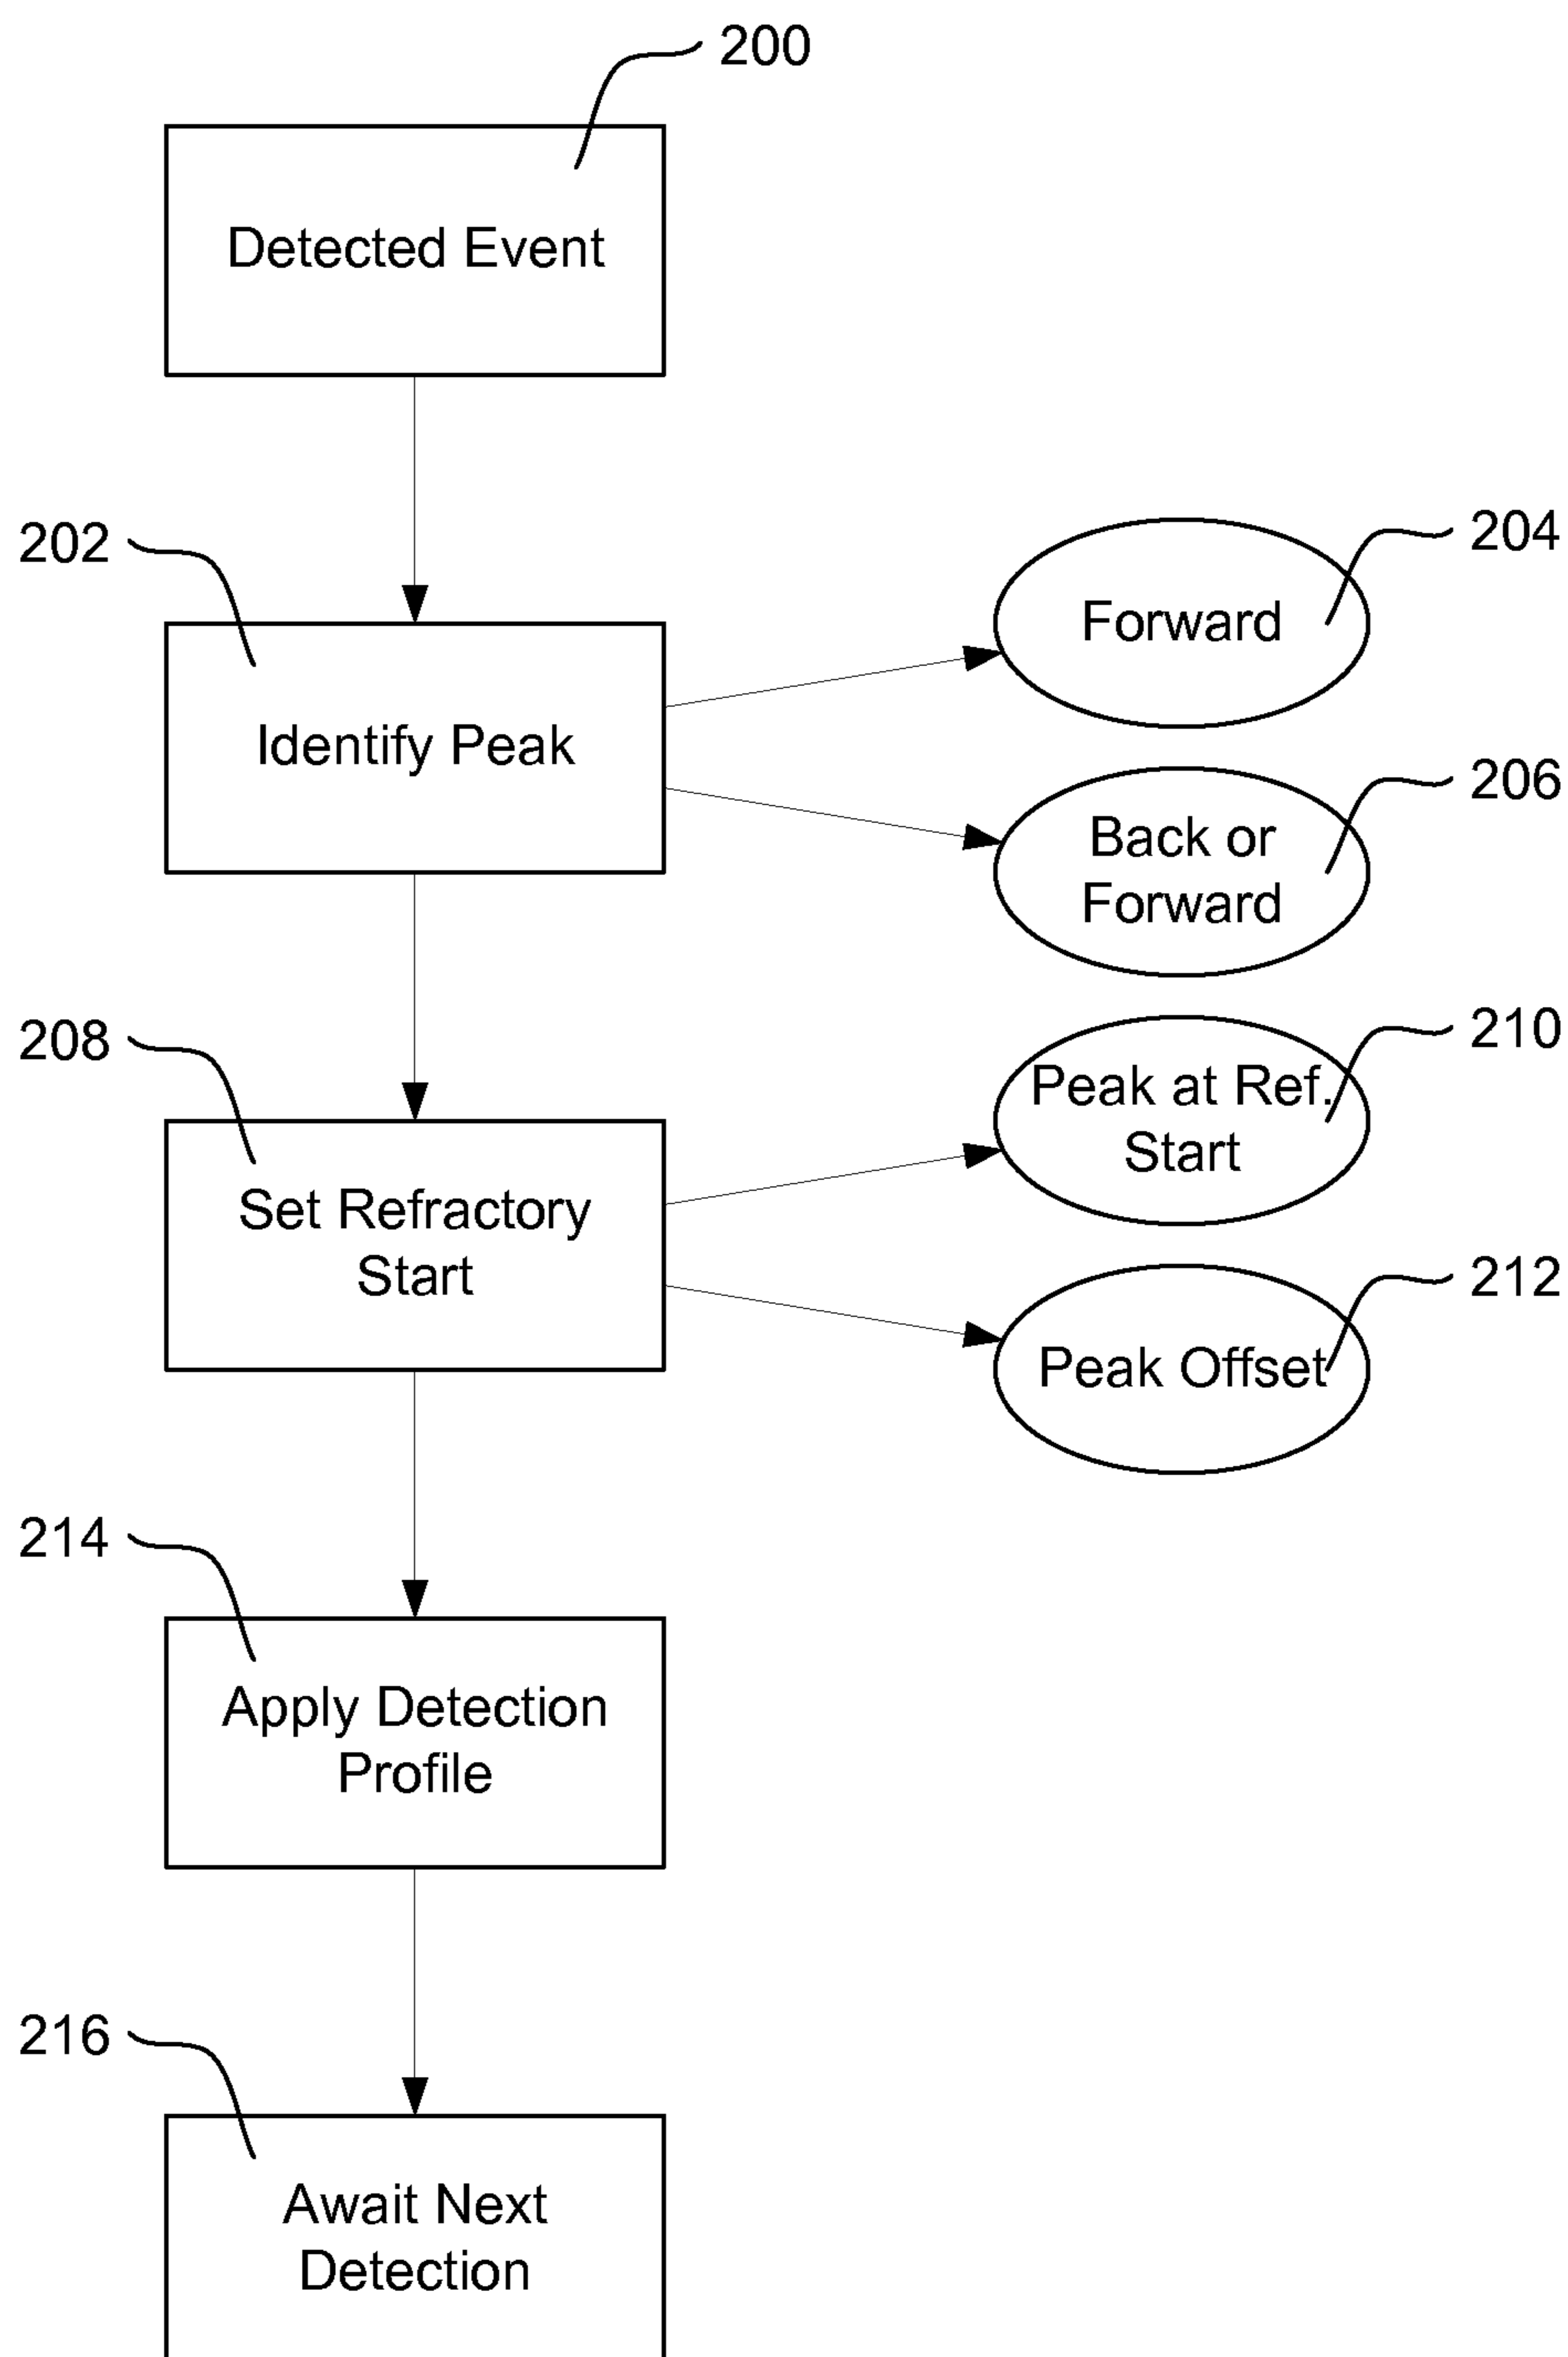 200
Detected Event
202
204
Forward
Identify Peak
206
Back or
Forward
208
210
Peak at Ref.
Start
Set Refractory
Start
212
Peak Offset
214
Apply Detection
Profile
216
Await Next
Detection